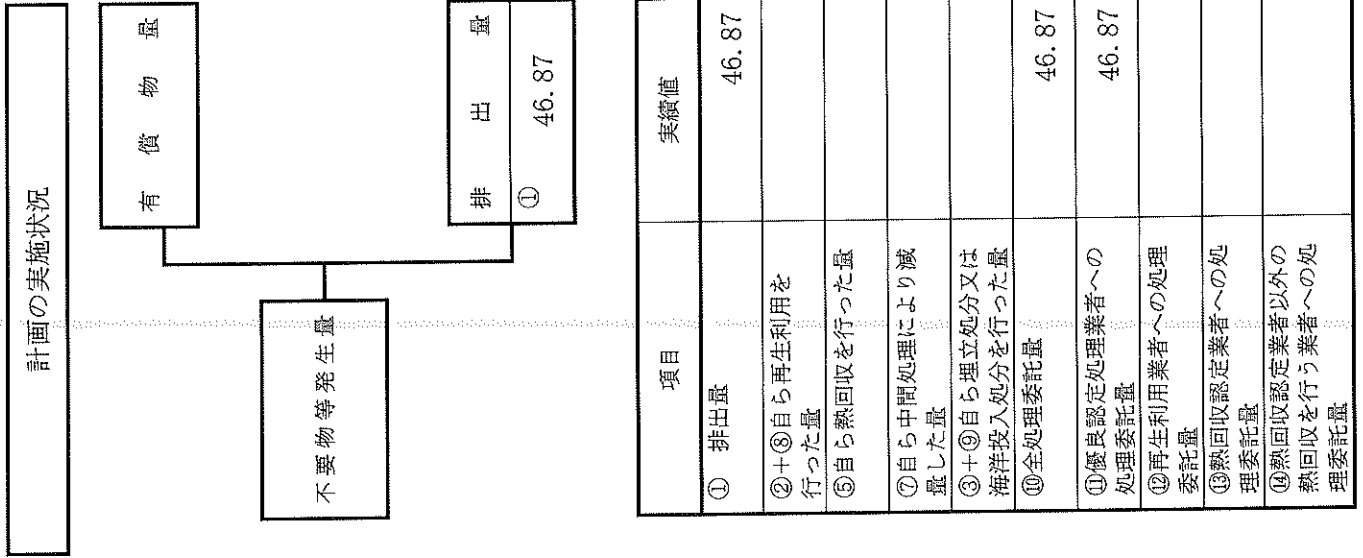 計画の実施状況
有償物量
不要物等発生量
排出量
①
46.87
項目
実績値
① 排出量
46.87
②+⑧自ら再生利用を
行った量
⑤自ら熱回収を行った量
⑦自ら中間処理により減
量した量
③+⑨自ら埋立処分又は
海洋投入処分を行った量
⑩全処理委託量
46.87
⑪優良認定処理業者への
処理委託量
46.87
⑫再生利用業者への処理
委託量
⑬熱回収認定業者への処
理委託量
⑭熱回収認定業者以外の
熱回収を行う業者への処
理委託量